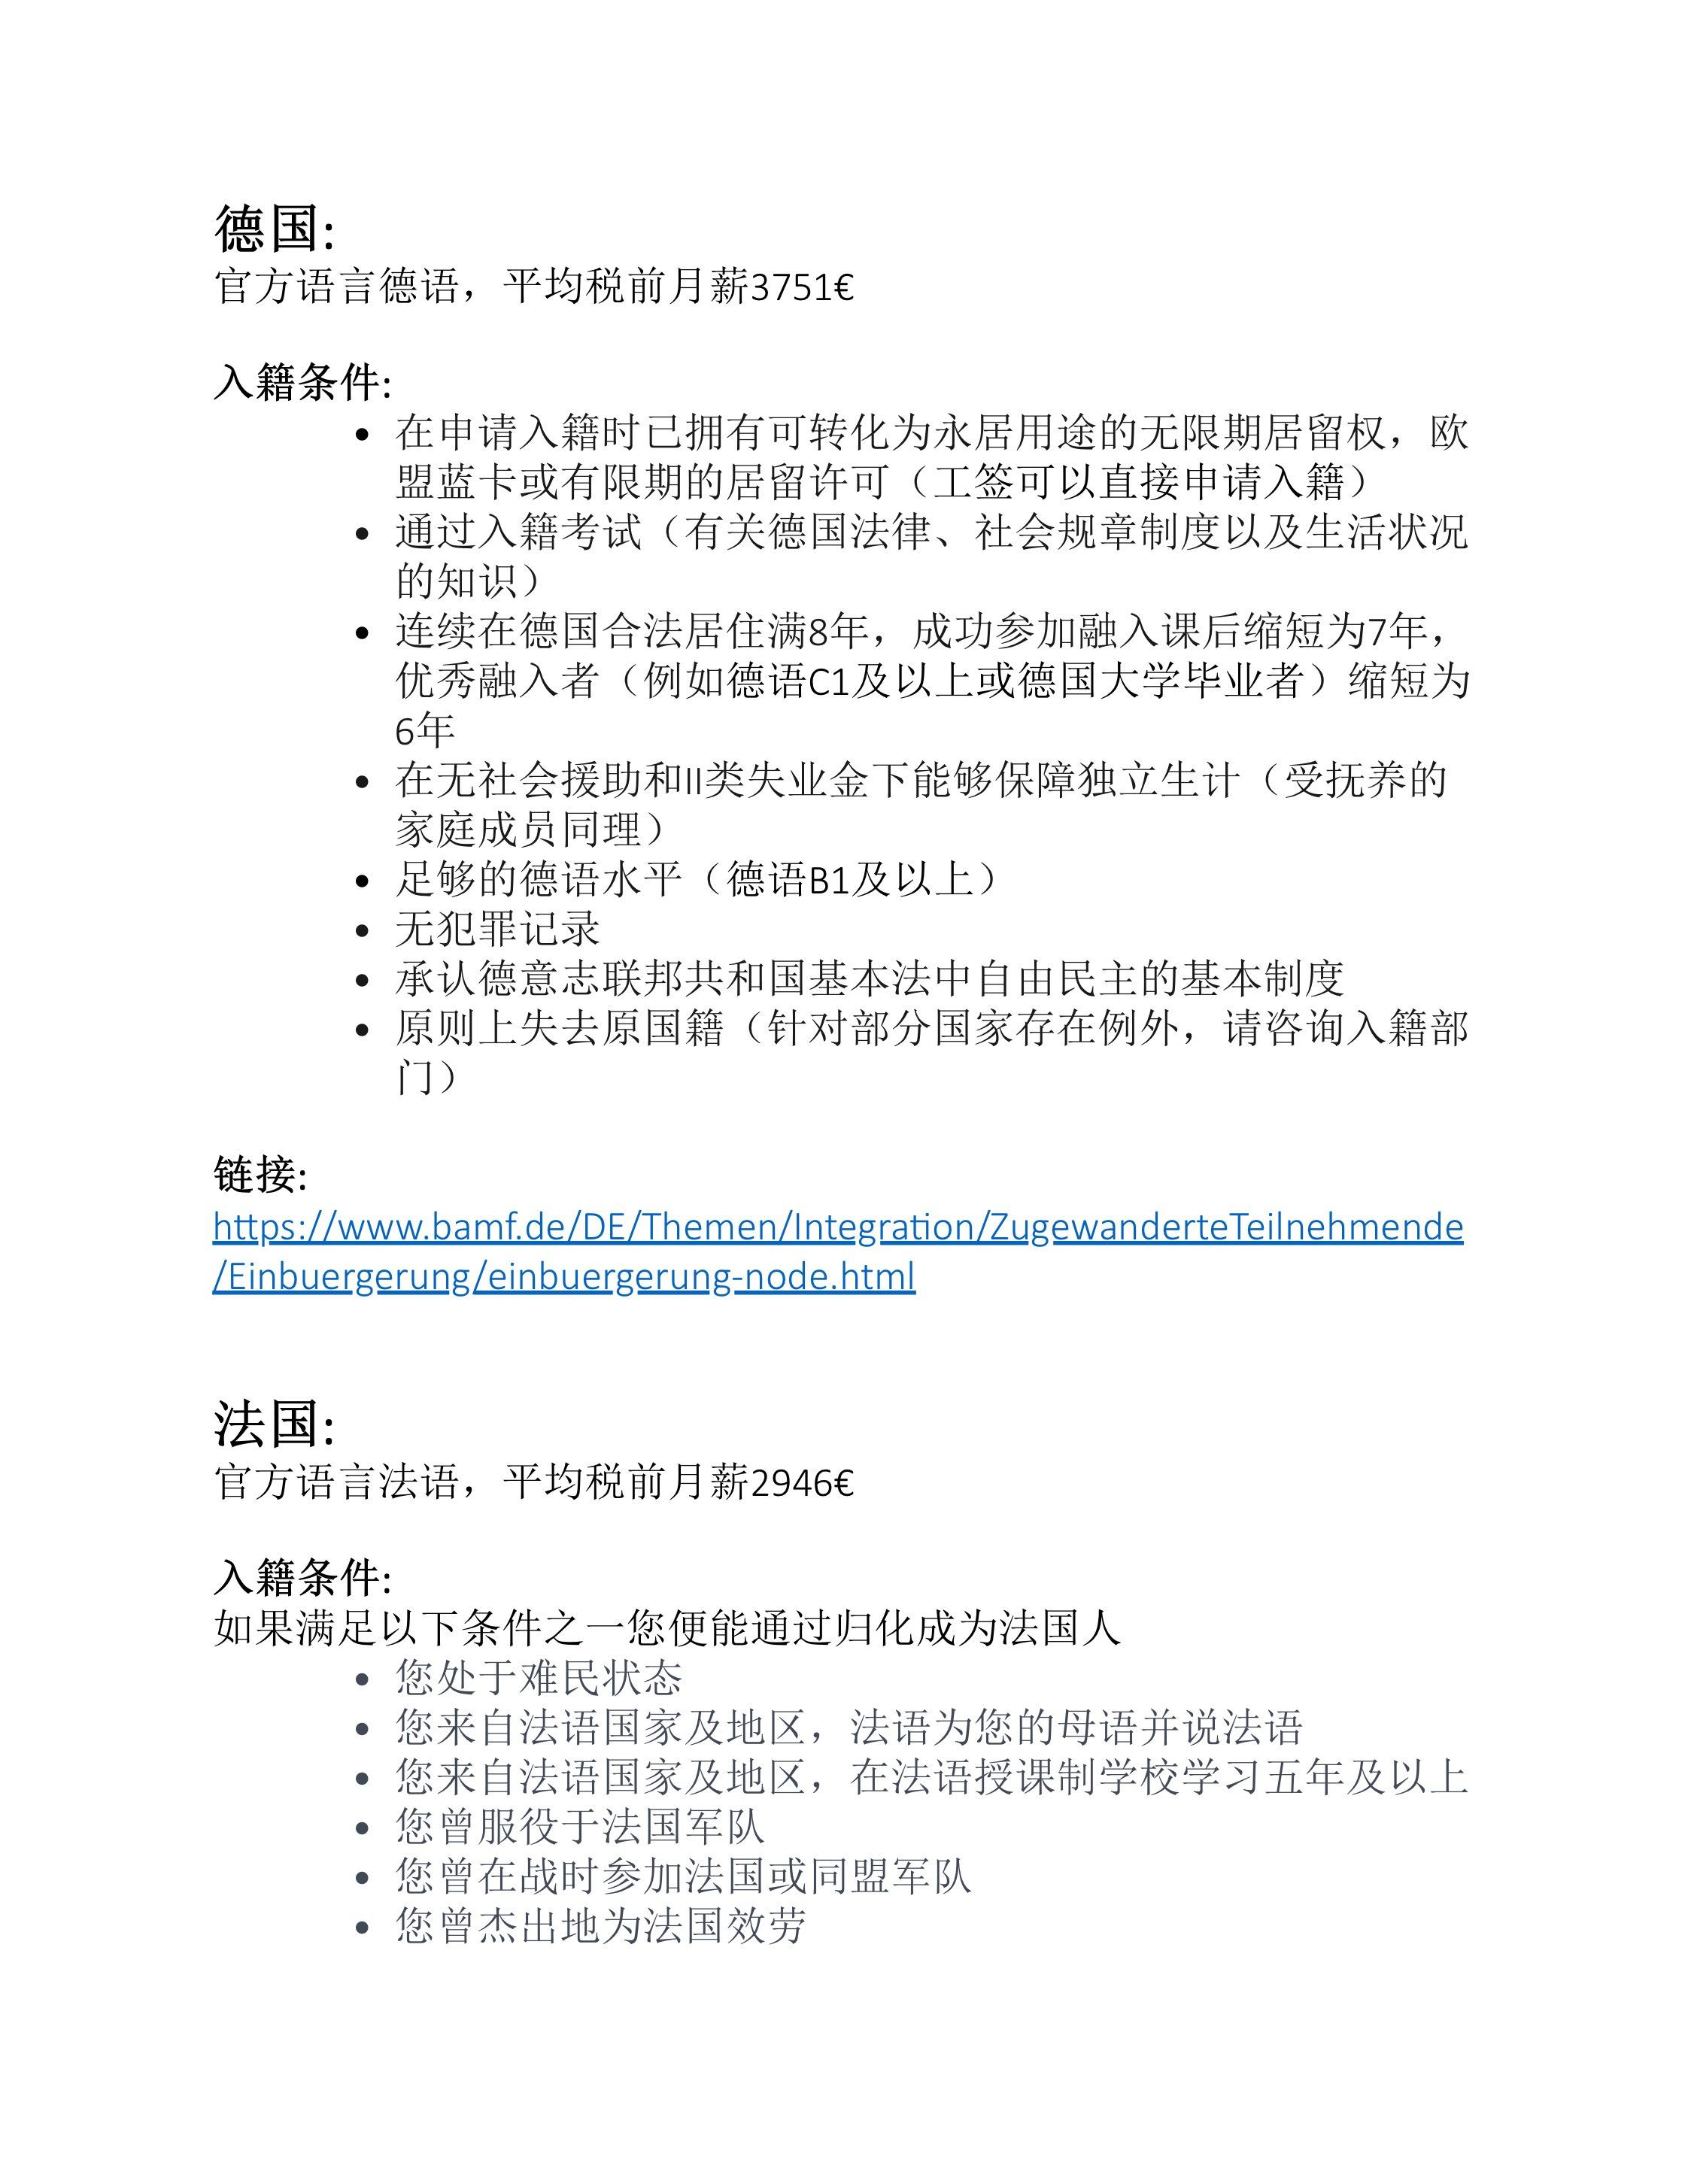 德国:
官方语言德语，平均税前月薪3751€
入籍条件:
• 在申请入籍时已拥有可转化为永居用途的无限期居留权，欧
盟蓝卡或有限期的居留许可（工签可以直接申请入籍）
• 通过入籍考试（有关德国法律、社会规章制度以及生活状况
的知识）
• 连续在德国合法居住满8年，成功参加融入课后缩短为7年，
优秀融入者（例如德语C1及以上或德国大学毕业者）缩短为
6年
• 在无社会援助和II类失业金下能够保障独立生计（受抚养的
家庭成员同理）
• 足够的德语水平（德语B1及以上）
• 无犯罪记录
• 承认德意志联邦共和国基本法中自由民主的基本制度
• 原则上失去原国籍（针对部分国家存在例外，请咨询入籍部
门）
链接:
https://www.bamf.de/DE/Themen/Integration/ZugewanderteTeilnehmende
/Einbuergerung/einbuergerung-node.html
法国:
官方语言法语，平均税前月薪2946€
入籍条件:
如果满足以下条件之一您便能通过归化成为法国人
• 您处于难民状态
• 您来自法语国家及地区，法语为您的母语并说法语
• 您来自法语国家及地区，在法语授课制学校学习五年及以上
• 您曾服役于法国军队
• 您曾在战时参加法国或同盟军队
• 您曾杰出地为法国效劳